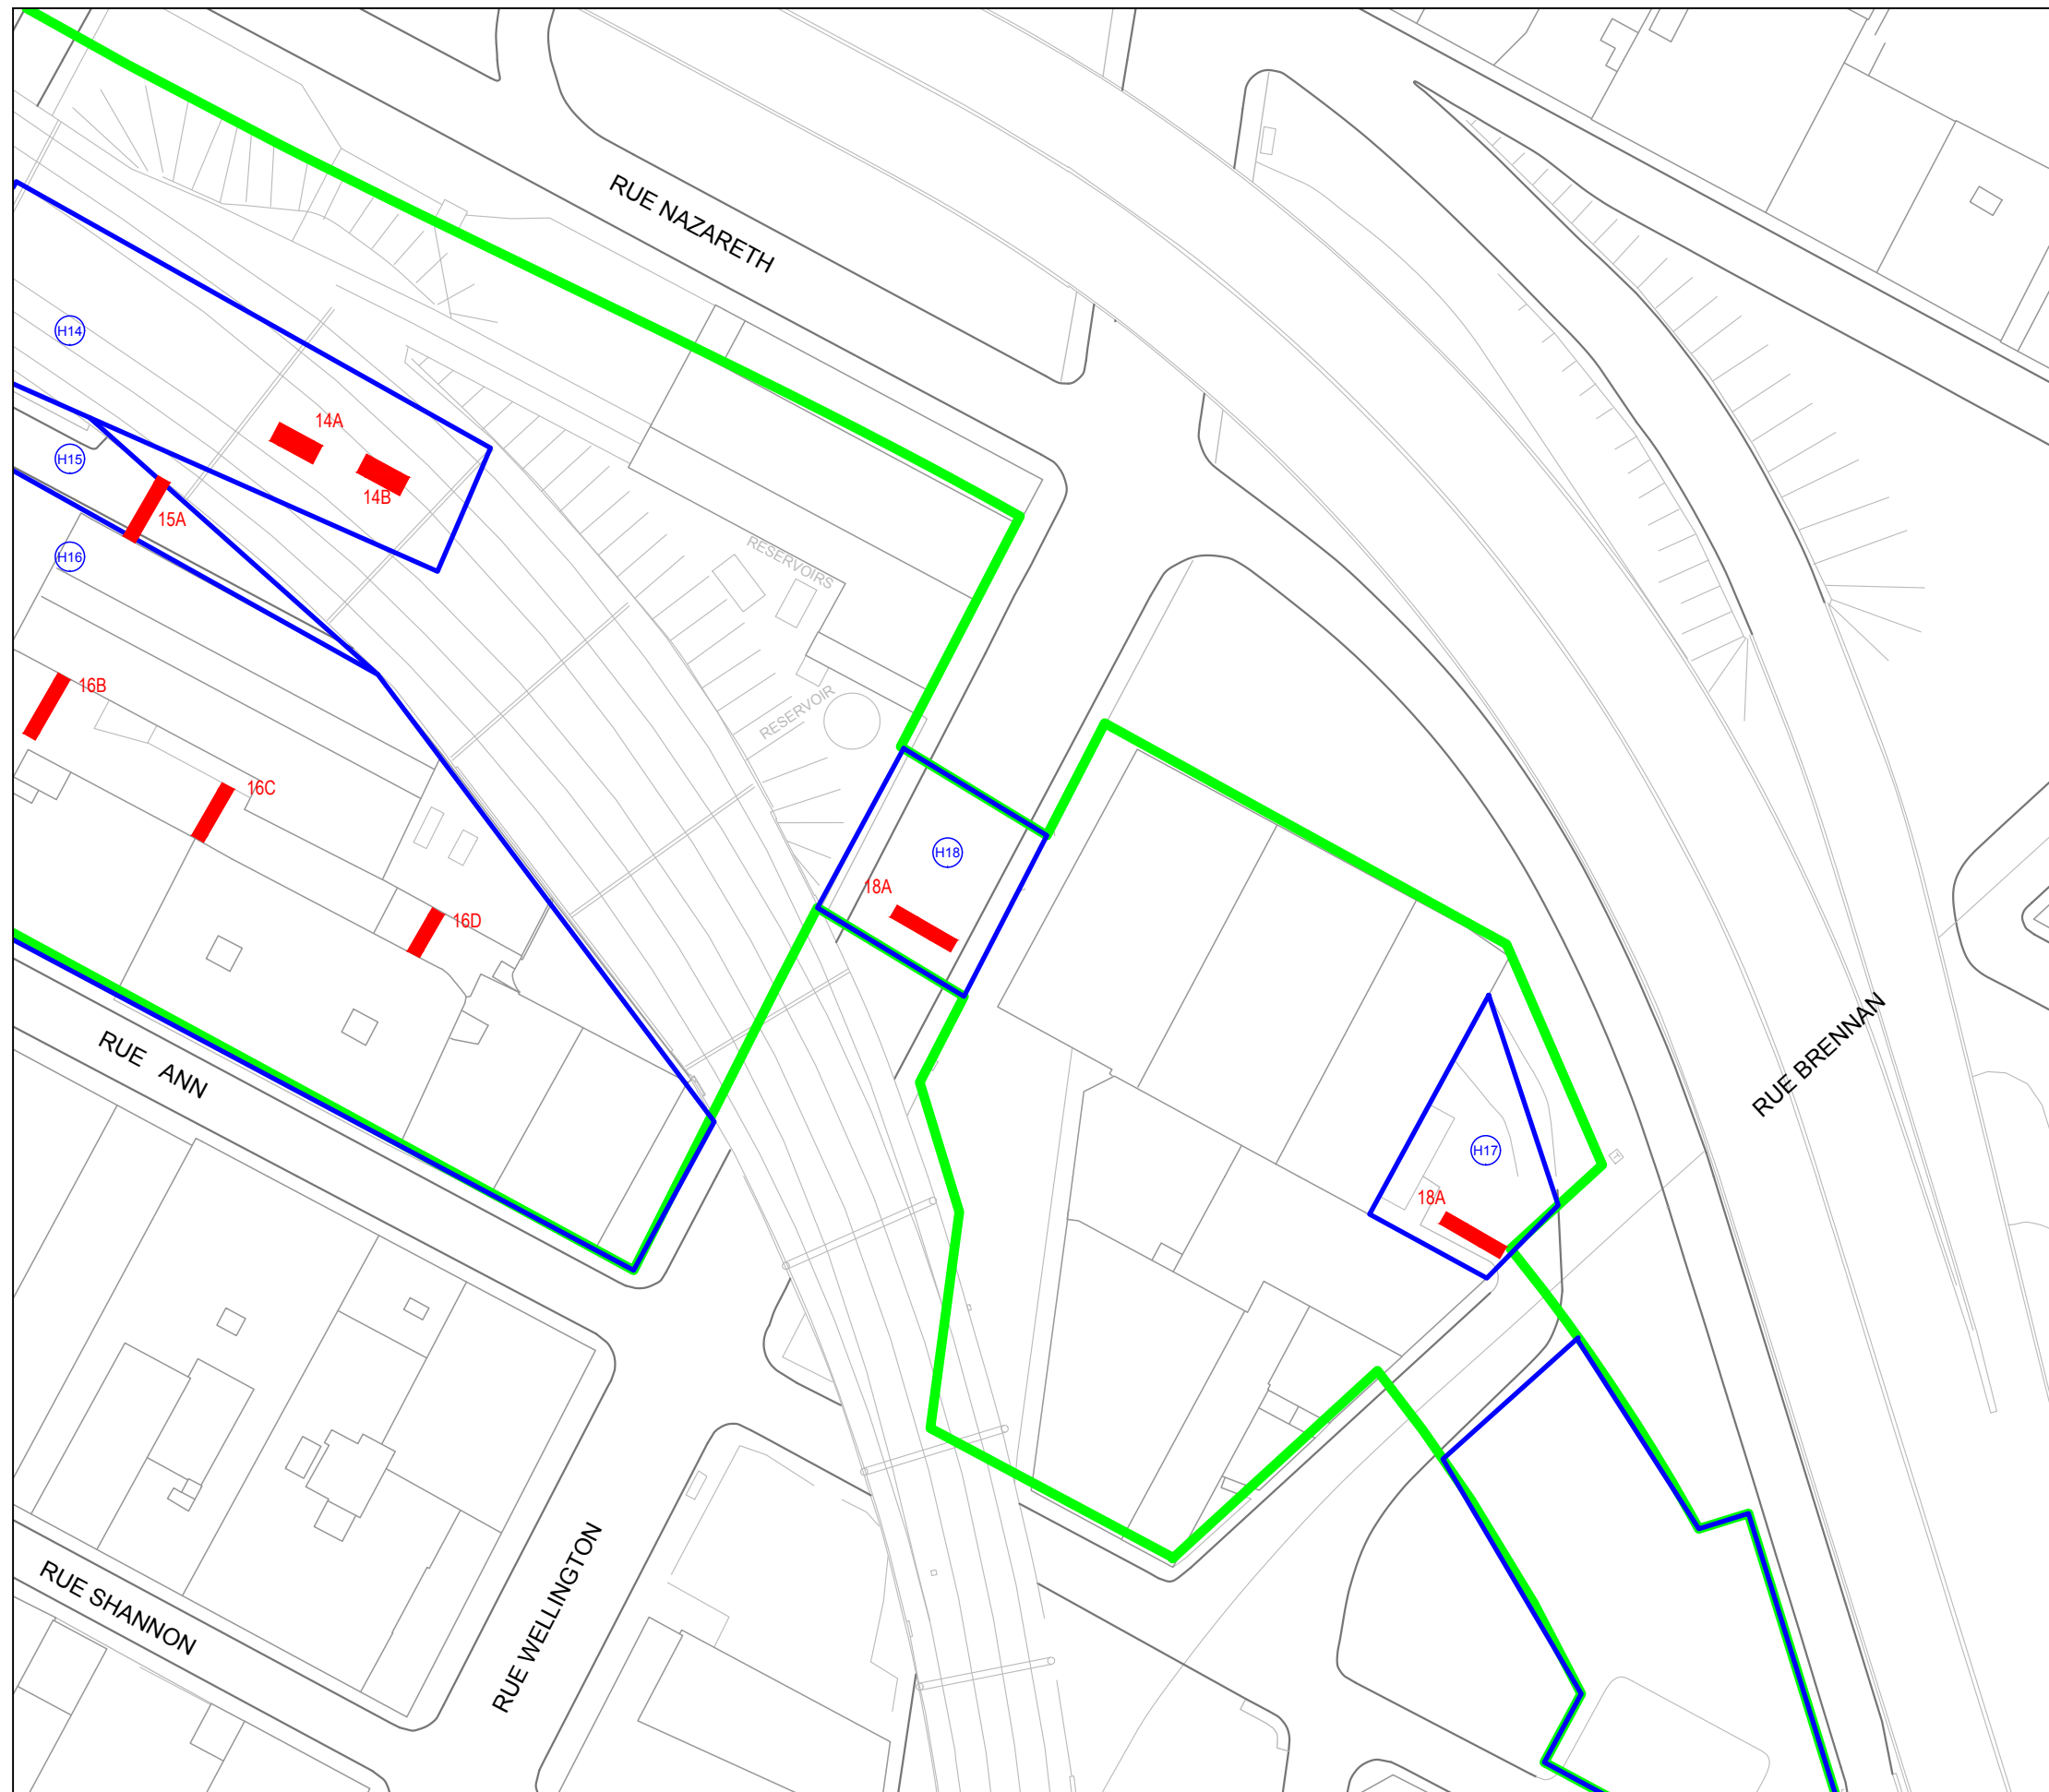 RUE NAZARETH
H14
14A
14B
H15
15A
H16
RESERVOIRS
16B
RESERVOIR
16C
H18
18A
16D
RUE BRENNAN
RUE ANN
H17
18A
RUE SHANNON
RUE WELLINGTON